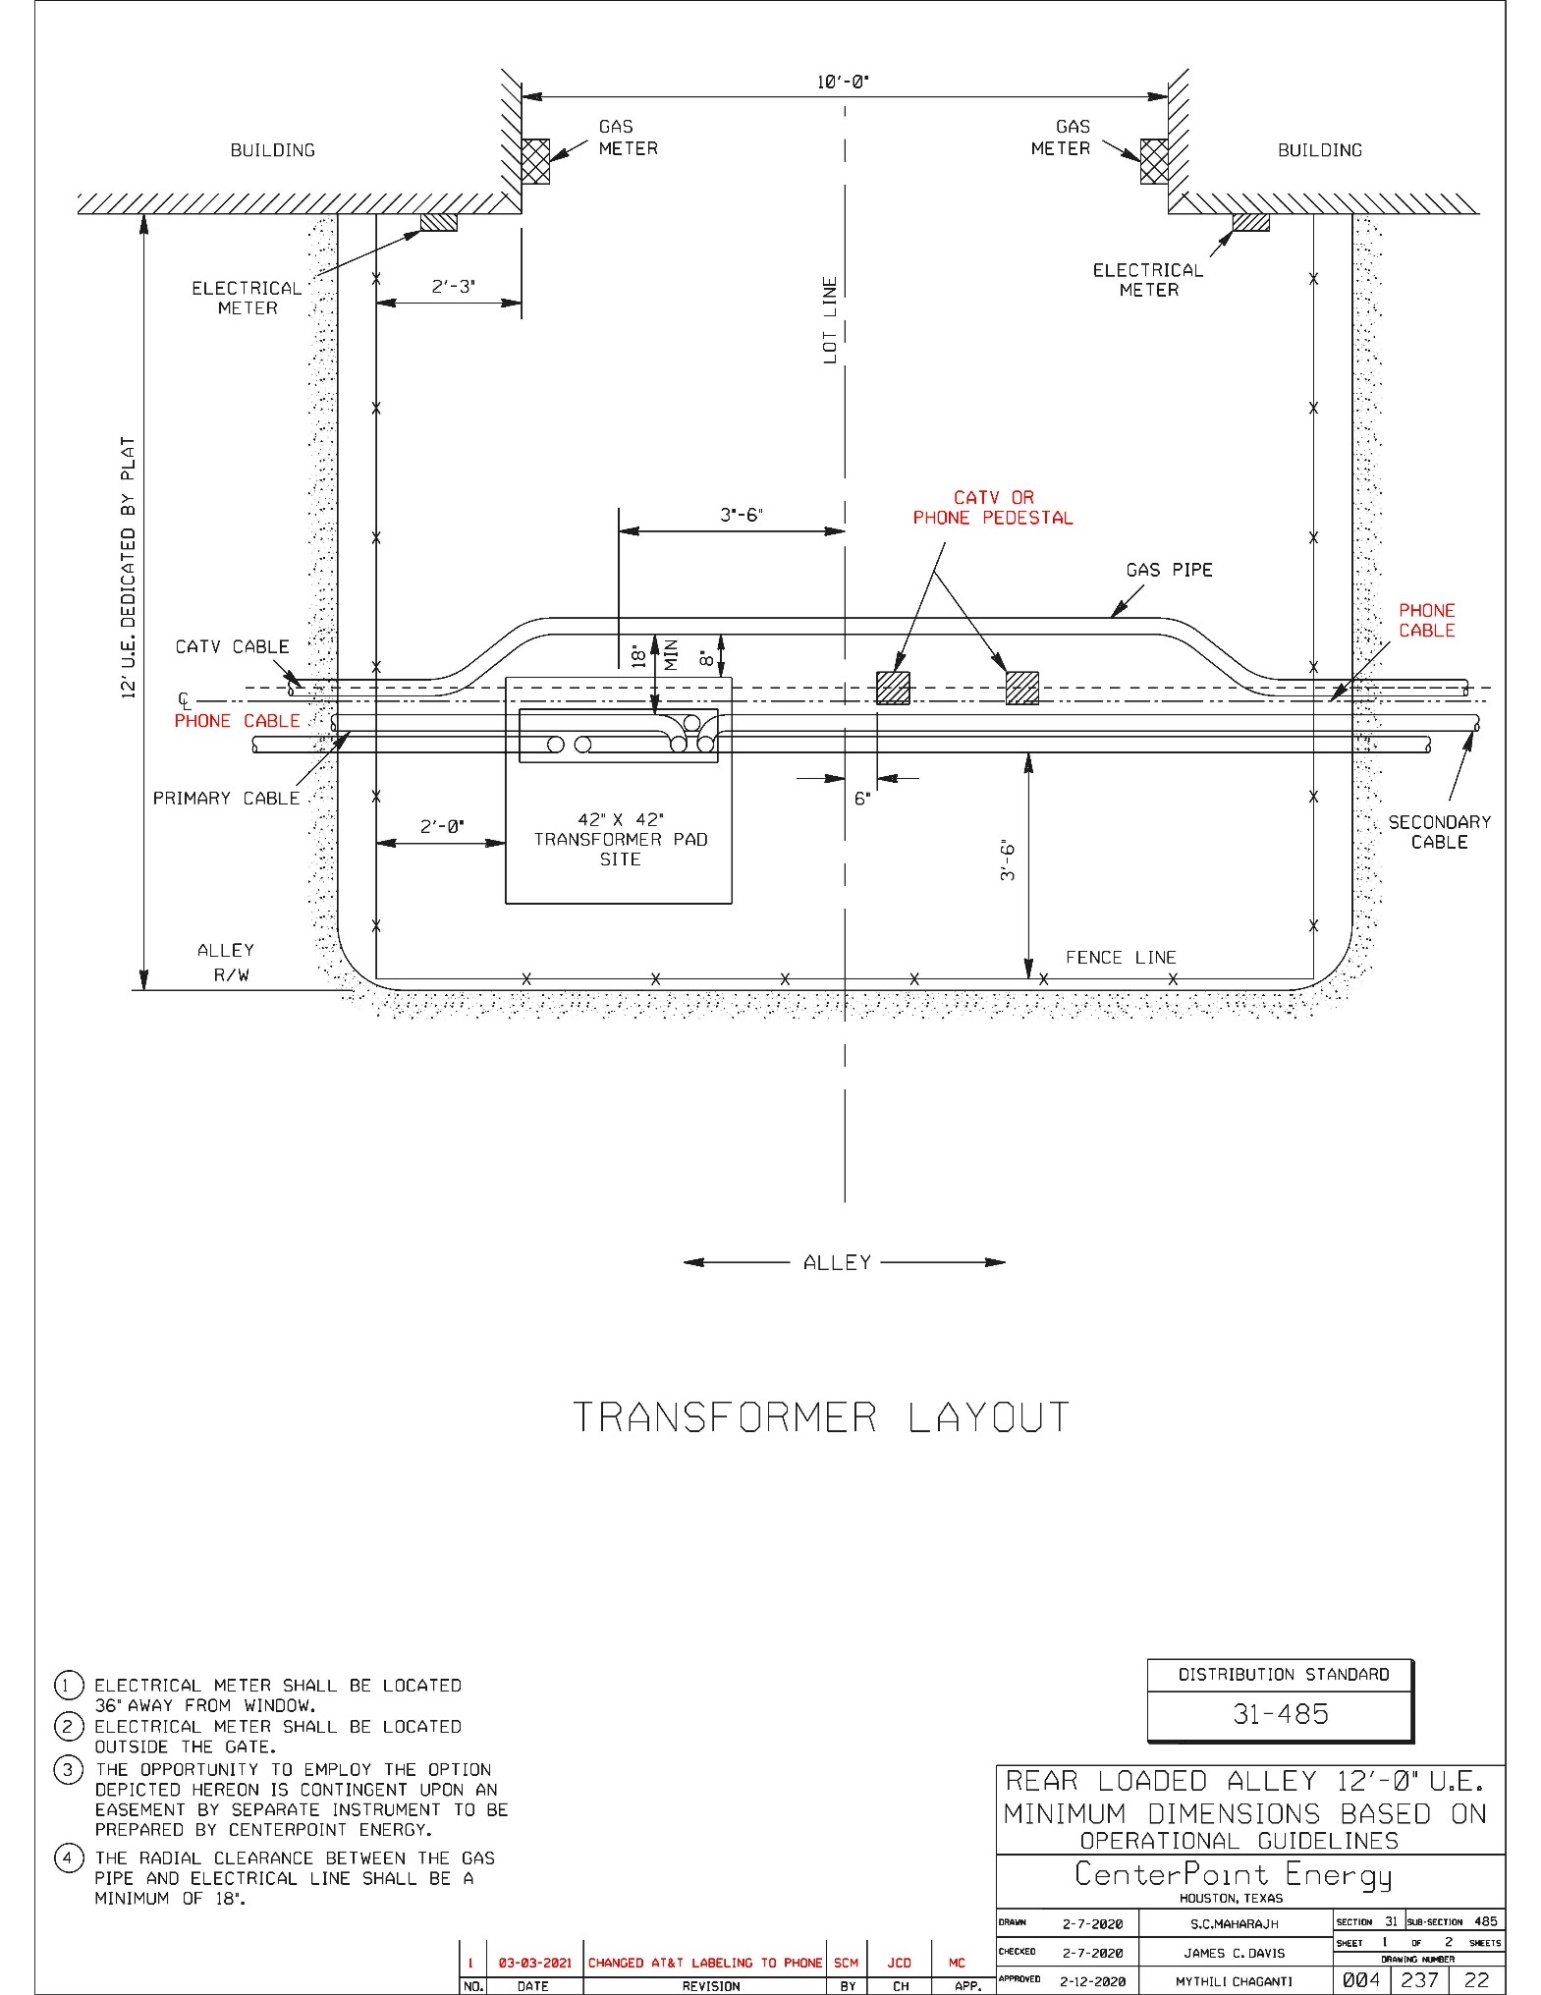 10'-0"
GAS
METER
GAS
METER
BUILDING
BUILDING
ELECTRICAL
METER
2'-3"
ELECTRICAL
METER
LOT LINE
12' U.E. DEDICATED BY PLAT
3"-6"
CATV OR
PHONE PEDESTAL
GAS PIPE
PHONE
CABLE
CATV CABLE
18"
MIN
8"
CL
PHONE CABLE
PRIMARY CABLE
6"
2'-0"
42" X 42"
TRANSFORMER PAD
SITE
3'-6"
SECONDARY
CABLE
ALLEY
R/W
FENCE LINE
ALLEY
TRANSFORMER LAYOUT
1 ELECTRICAL METER SHALL BE LOCATED
36" AWAY FROM WINDOW.
2 ELECTRICAL METER SHALL BE LOCATED
OUTSIDE THE GATE.
3 THE OPPORTUNITY TO EMPLOY THE OPTION
DEPICTED HEREON IS CONTINGENT UPON AN
EASEMENT BY SEPARATE INSTRUMENT TO BE
PREPARED BY CENTERPOINT ENERGY.
4 THE RADIAL CLEARANCE BETWEEN THE GAS
PIPE AND ELECTRICAL LINE SHALL BE A
MINIMUM OF 18".
DISTRIBUTION STANDARD
31-485
REAR LOADED ALLEY 12'-0" U.E.
MINIMUM DIMENSIONS BASED ON
OPERATIONAL GUIDELINES
CenterPoint Energy
HOUSTON, TEXAS
DRAWN 2-7-2020 S.C.MAHARAJH SECTION 31 SUB-SECTION 485
CHECKED 2-7-2020 JAMES C. DAVIS SHEET 1 OF 2 SHEETS
DRAWING NUMBER
APPROVED 2-12-2020 MYTHILI CHAGANTI 004 237 22
1 03-03-2021 CHANGED AT&T LABELING TO PHONE SCM JCD MC
NO. DATE REVISION BY CH APP.